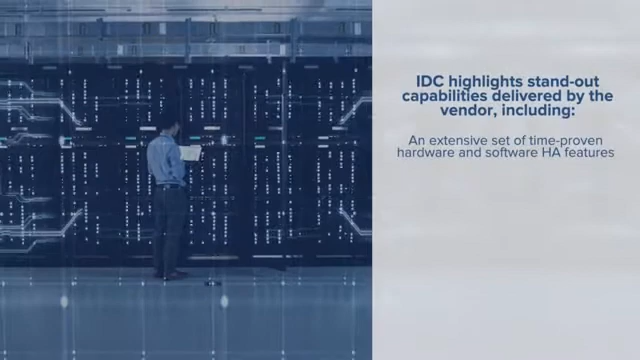 IDC highlights stand-out
capabilities delivered by the
vendor, including:
An extensive set of time-proven
hardware and software HA features